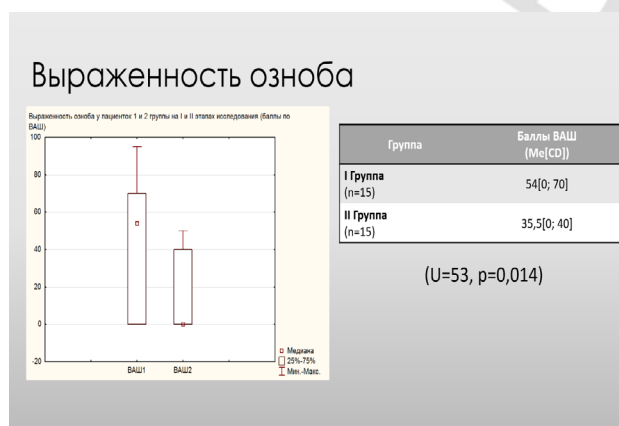 Выраженность озноба
Выраженность озноба у пациенток 1 и 2 группы на I и II этапах исследования (баллы по
ВАШ)
100
80
60
40
20
0
-20
ВАШ1
ВАШ2
Медиана
25%-75%
Мин.-Макс.
Группа
Баллы ВАШ
(Me[CD])
I Группа
(n=15)
54[0; 70]
II Группа
(n=15)
35,5[0; 40]
(U=53, p=0,014)